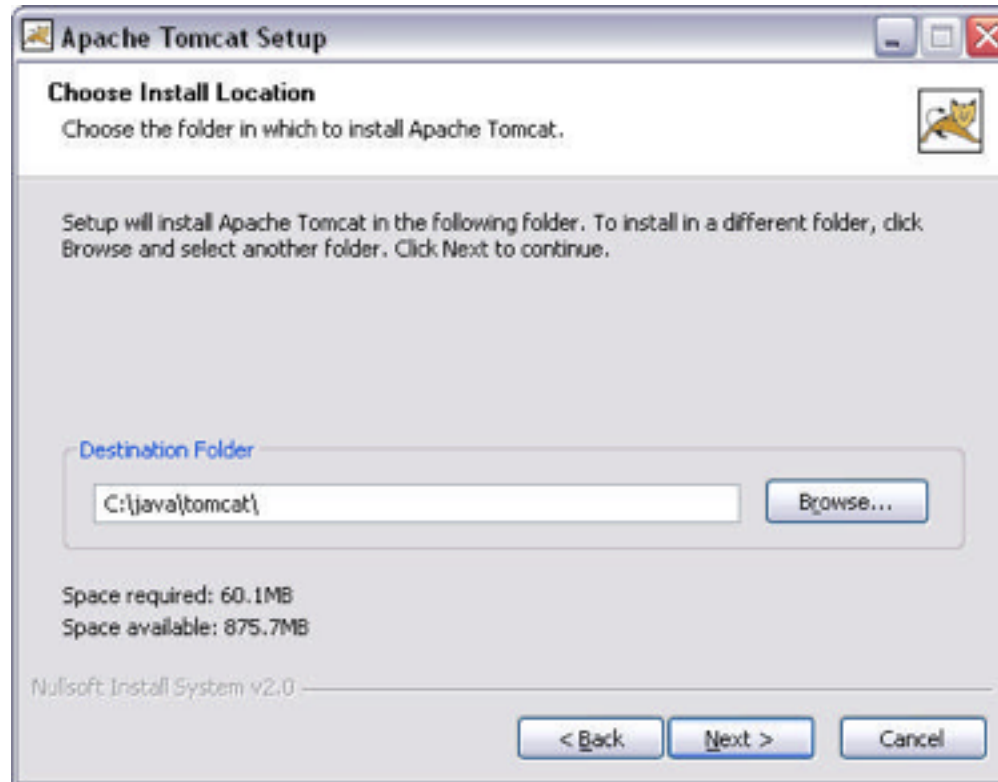 Apache Tomcat Setup
Choose Install Location
Choose the folder in which to install Apache Tomcat.
Setup will install Apache Tomcat in the following folder. To install in a different folder, click
Browse and select another folder. Click Next to continue.
Destination Folder
C:\java\tomcat\
Browse...
Space required: 60.1MB
Space available: 875.7MB
Nullsoft Install System v2.0
< Back
Next >
Cancel